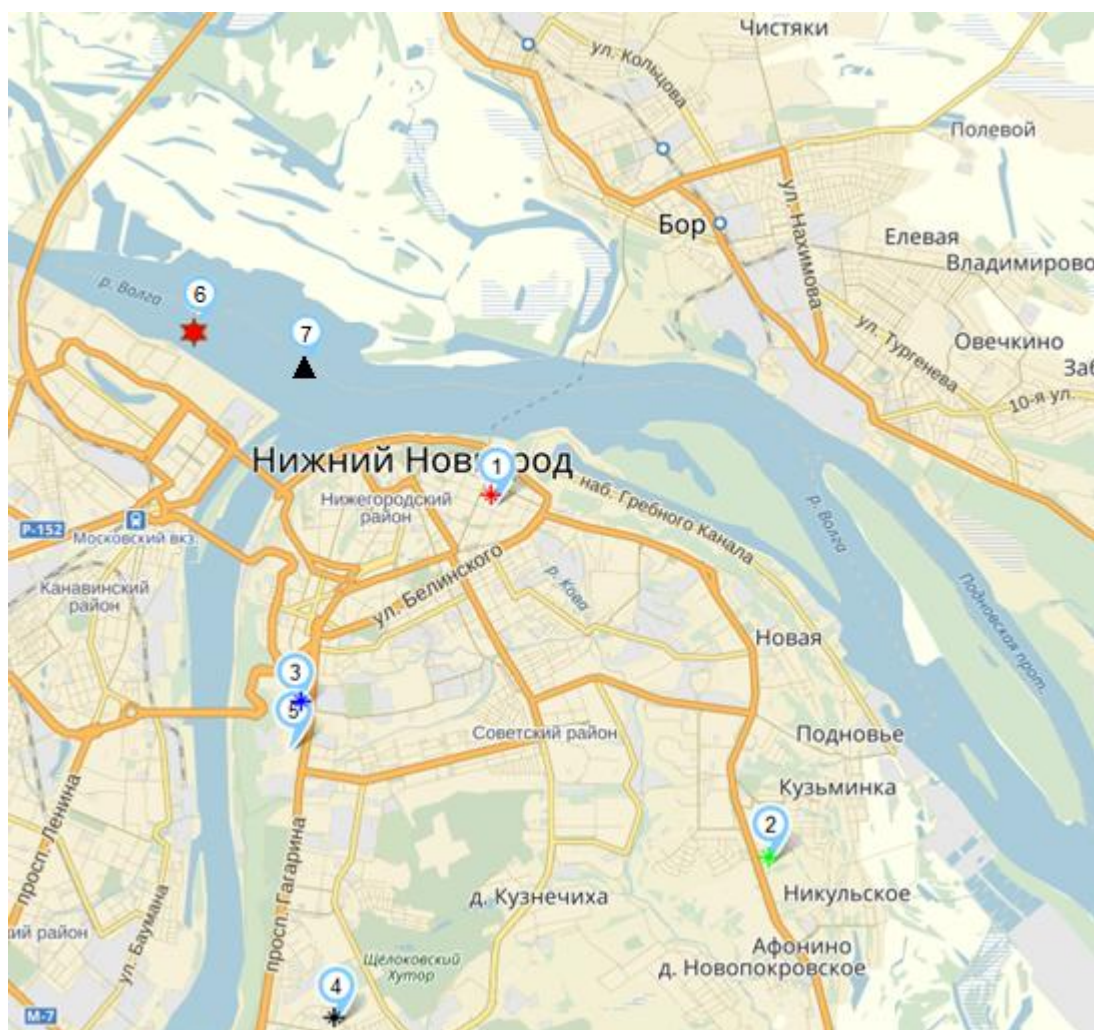 Чистяки
ул. Кольцова
Полевой
ул. Нахимова
Бор
Елевая
Владимирово
р. Волга
6
7
ул. Тургенева
Овечкино
Заб
10-я ул.
Нижний Новгород
1
Нижегородский
район
наб. Гребного Канала
р. Волга
Р-152
Московский вкз.
Канавинский
район
ул. Белинского
р. Кова
Подновская прот.
Новая
3
5
Советский район
Подновье
Кузьминка
просп. Ленина
2
просп. Гагарина
д. Кузнечиха
Никульское
ул. Баумана
кий район
Афонино
д. Новопокровское
Щёлоковский
Хутор
4
М-7